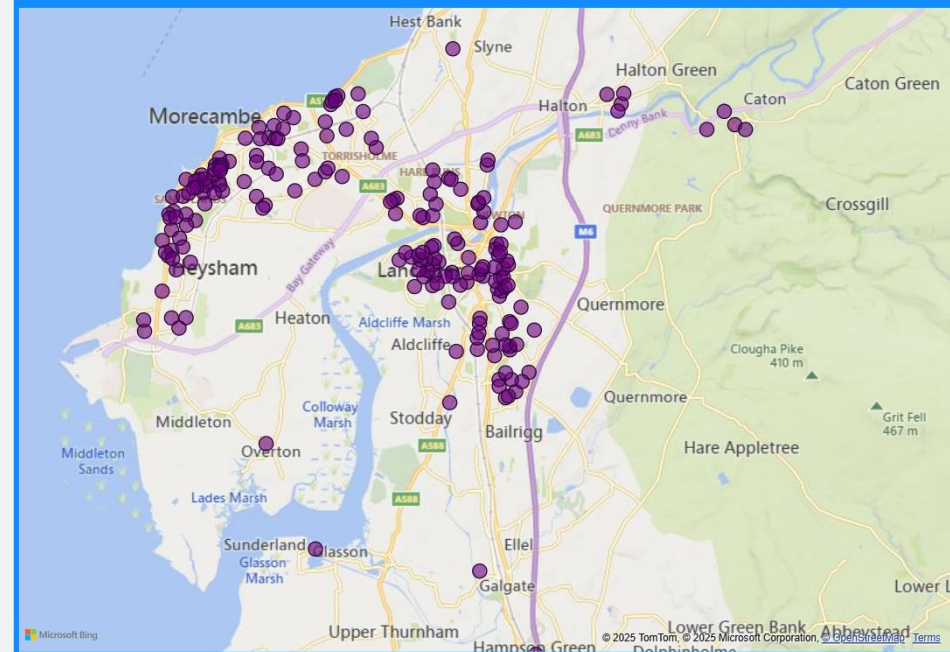 Hest Bank
Slyne
Halton Green
Caton Green
Halton
Caton
Morecambe
A683
Denny Bank
TORRISHOLME
A683
QUERNMORE PARK
Crossgill
M6
Heysham
Bay Gateway
Quernmore
A683
Heaton
Aldcliffe Marsh
Aldcliffe
Clougha Pike
410 m
Colloway
Marsh
Quernmore
Grit Fell
467 m
Middleton
Stodday
Bailrigg
Middleton
Sands
Overton
A588
Hare Appletree
Lades Marsh
A588
Sunderland
Glasson
Ellel
Glasson
Marsh
Galgate
Lower
Upper Thurnham
Lower Green Bank
Abbeystead
Microsoft Bing
© 2025 TomTom, © 2025 Microsoft Corporation, © OpenStreetMap Terms
Hampson Green
Dolphinholme